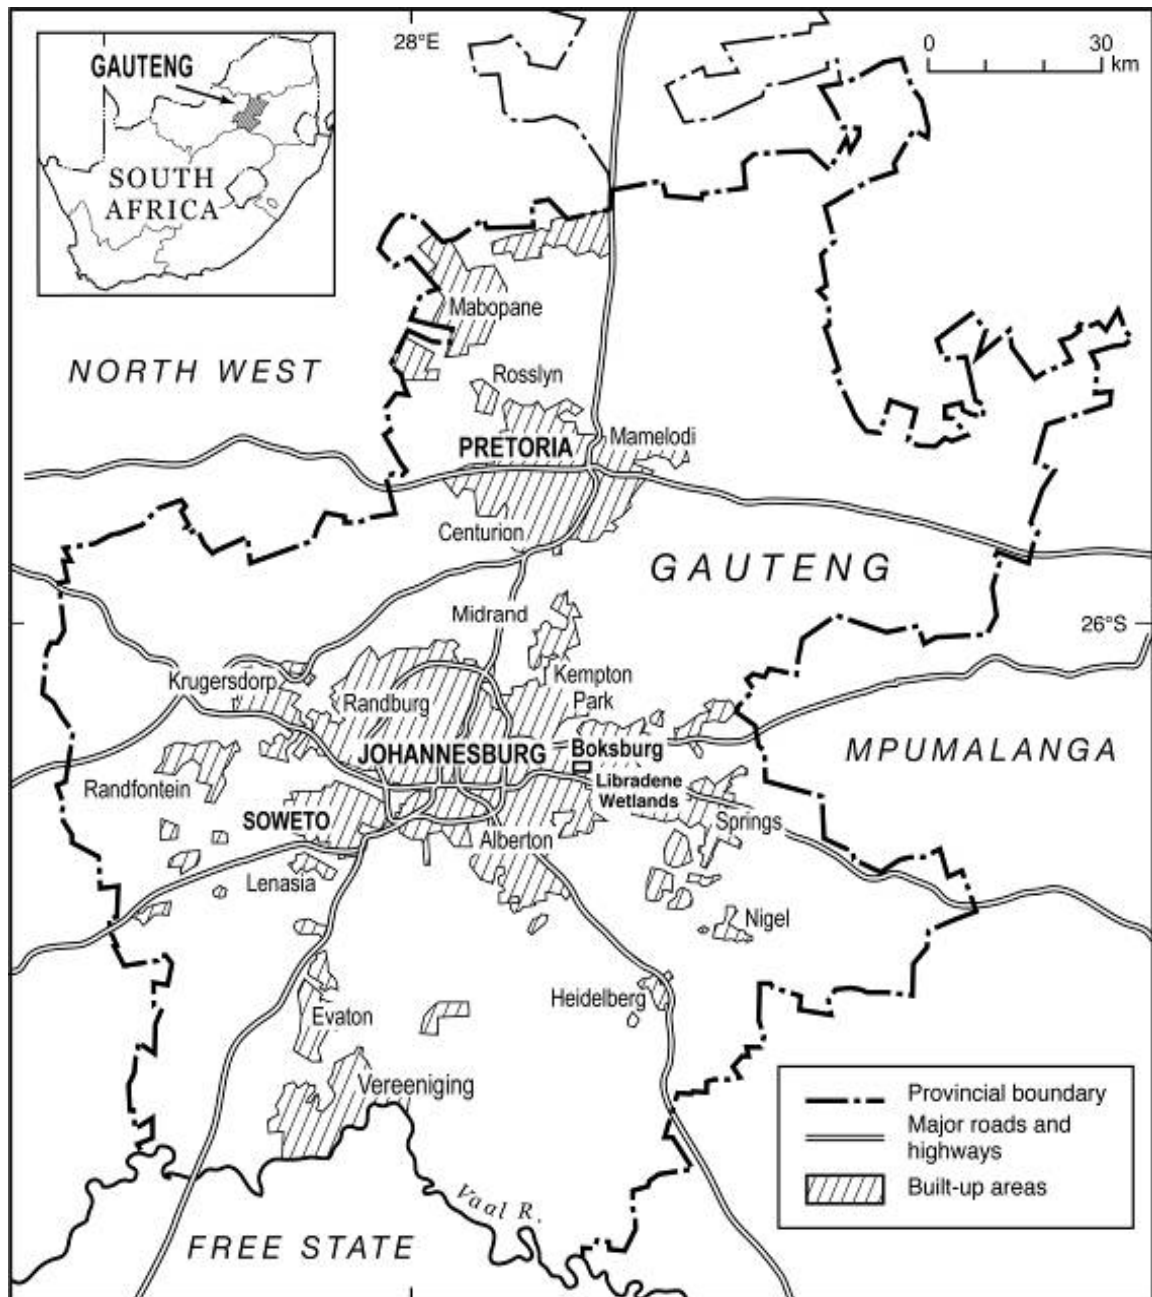 28°E
0 30
km
GAUTENG
SOUTH
AFRICA
Mabopane
NORTH WEST
Rosslyn
PRETORIA
Mamelodi
Centurion
GAUTENG
Midrand
26°S
Krugersdorp
Kempton
Park
Randburg
JOHANNESBURG
Boksburg
MPUMALANGA
Randfontein
Libradene
Wetlands
SOWETO
Alberton
Springs
Lenasia
Nigel
Heidelberg
Evaton
Vereeniging
Vaal R.
FREE STATE
Provincial boundary
Major roads and
highways
Built-up areas